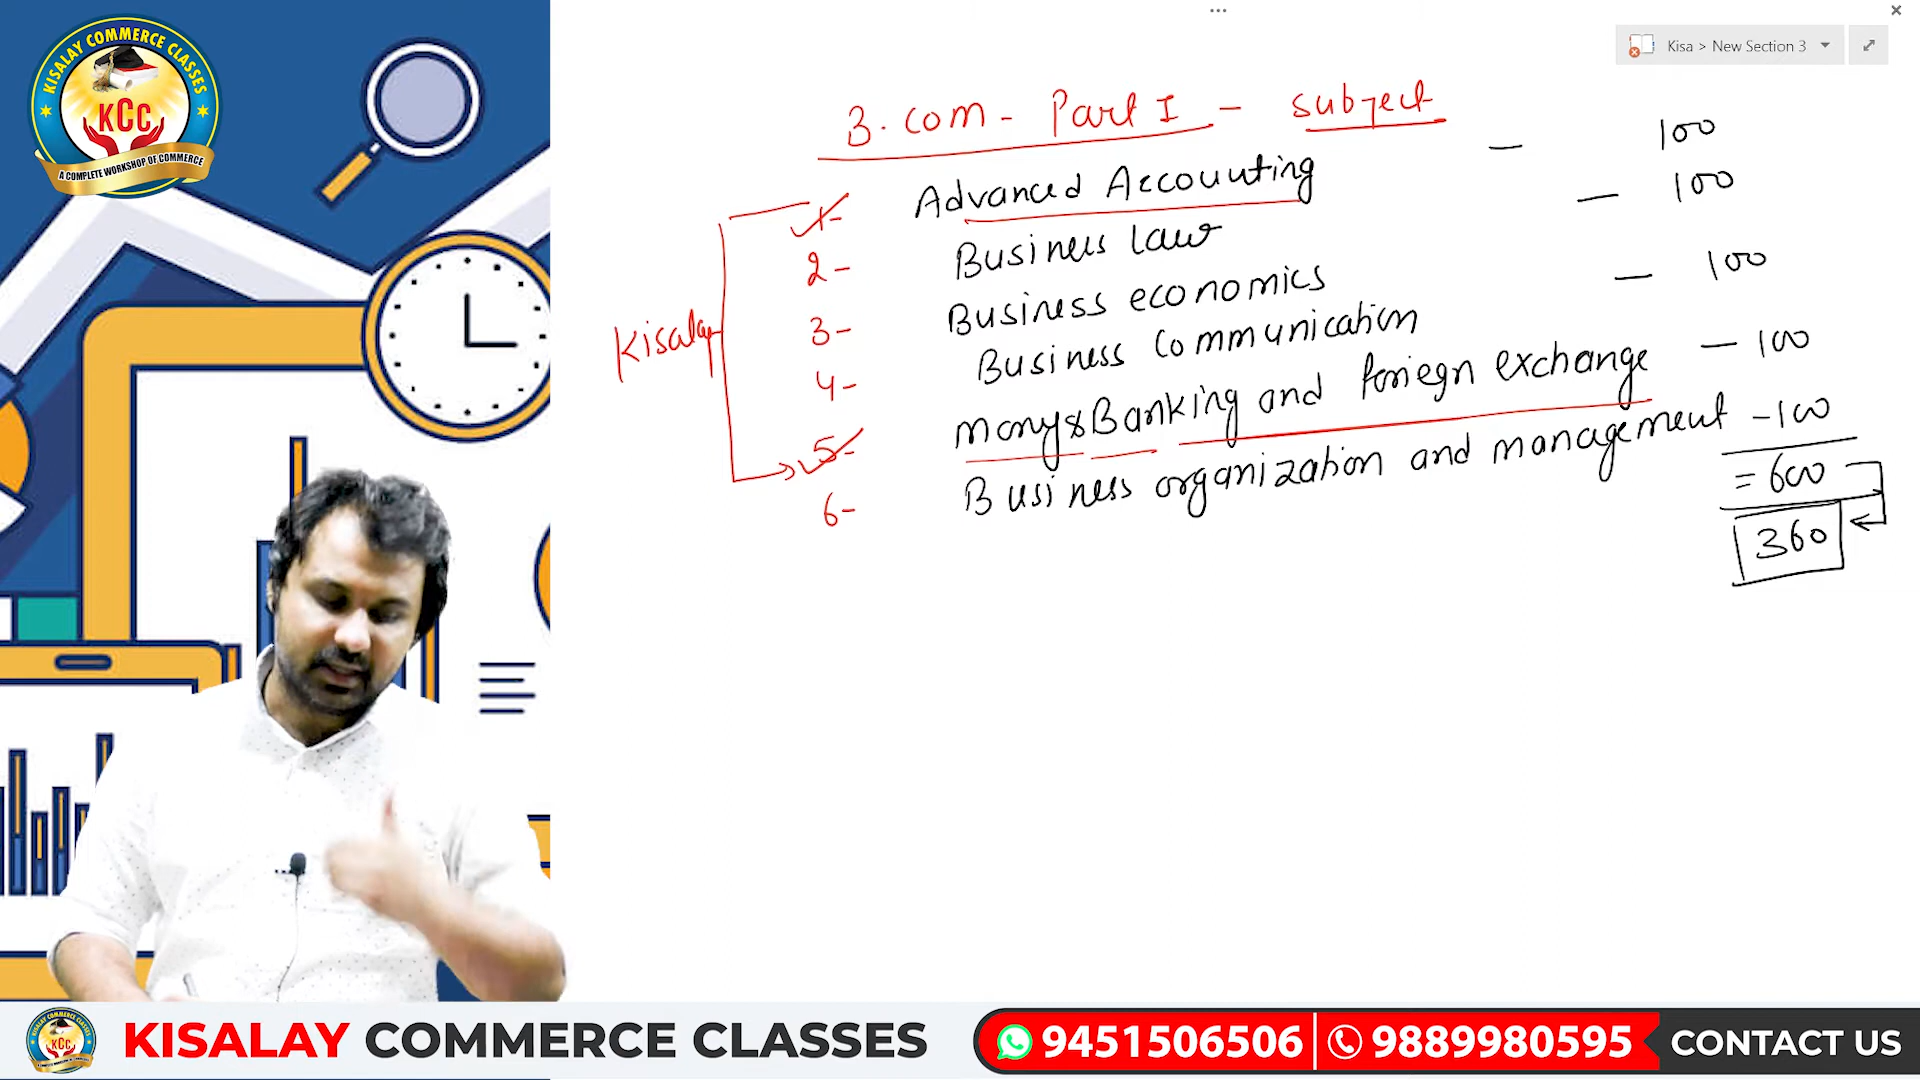 KISALAY COMMERCE CLASSES
KCC
A COMPLETE WORKSHOP OF COMMERCE
Kisa > New Section 3
B.com - Part I - subject
1- Advanced Accounting - 100
2- Business law - 100
3- Business economics - 100
4- Business Communication - 100
5- Mony & Banking and foriegn exchange - 100
6- Business organization and management
= 600
360
Kisalay
KISALAY COMMERCE CLASSES
9451506506
9889980595
CONTACT US